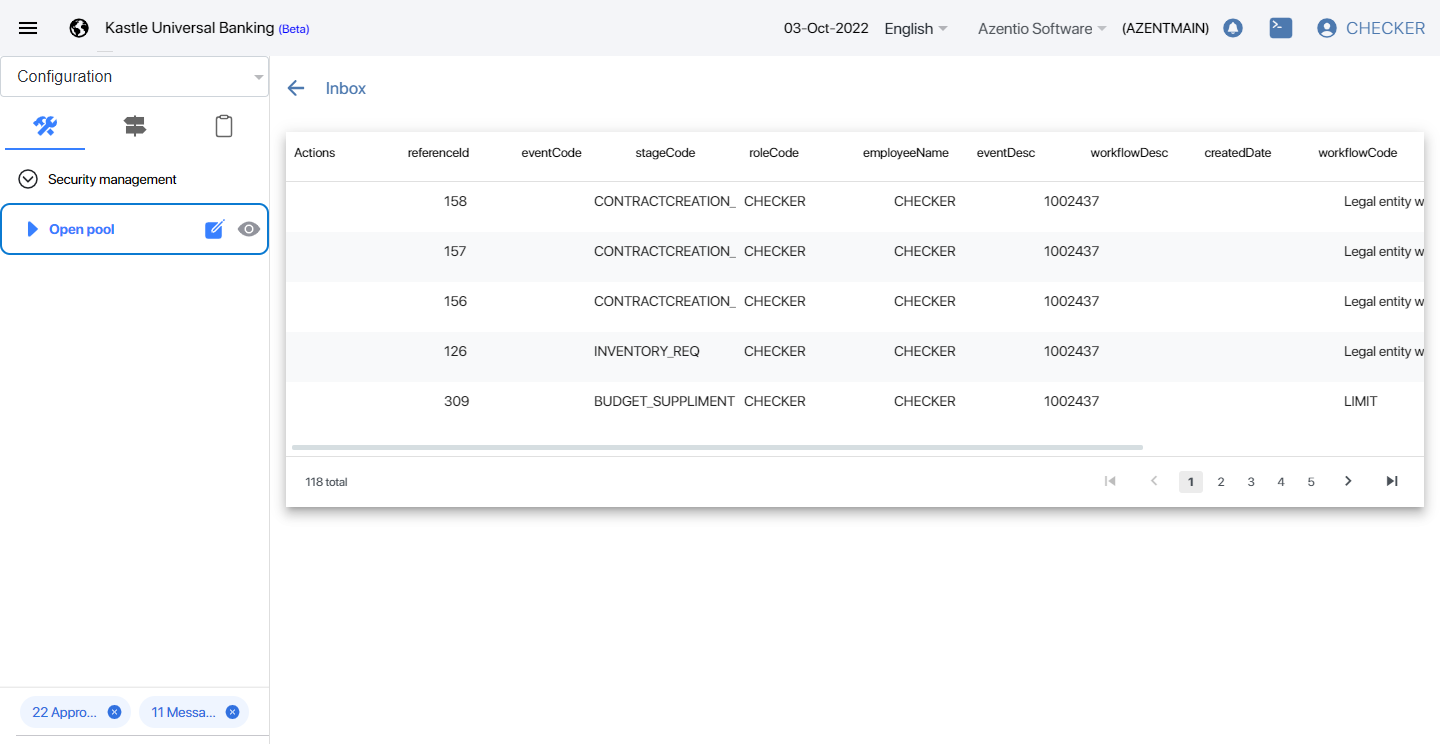 Kastle Universal Banking (Beta)
03-Oct-2022 English Azentio Software (AZENTMAIN) CHECKER
Configuration
Security management
Open pool
22 Appro...
11 Messa...
Inbox
Actions referenceId eventCode stageCode roleCode employeeName eventDesc workflowDesc createdDate workflowCode
158 CONTRACTCREATION_ CHECKER CHECKER 1002437 Legal entity w
157 CONTRACTCREATION_ CHECKER CHECKER 1002437 Legal entity w
156 CONTRACTCREATION_ CHECKER CHECKER 1002437 Legal entity w
126 INVENTORY_REQ CHECKER CHECKER 1002437 Legal entity w
309 BUDGET_SUPPLIMENT CHECKER CHECKER 1002437 LIMIT
118 total
1 2 3 4 5